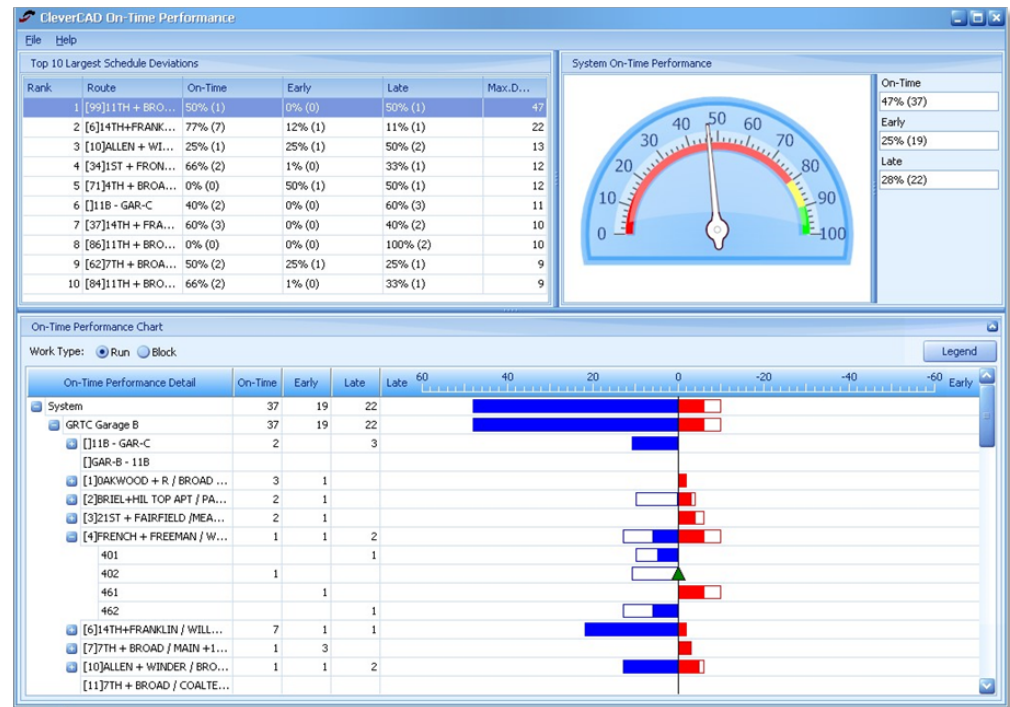 CleverCAD On-Time Performance
File Help
Top 10 Largest Schedule Deviations
Rank Route On-Time Early Late Max.D...
1 [99]11TH + BRO... 50% (1) 0% (0) 50% (1) 47
2 [6]14TH+FRANK... 77% (7) 12% (1) 11% (1) 22
3 [10]ALLEN + WI... 25% (1) 25% (1) 50% (2) 13
4 [34]1ST + FRON... 66% (2) 1% (0) 33% (1) 12
5 [71]4TH + BROA... 0% (0) 50% (1) 50% (1) 12
6 []11B - GAR-C 40% (2) 0% (0) 60% (3) 11
7 [37]14TH + FRA... 60% (3) 0% (0) 40% (2) 10
8 [86]11TH + BRO... 0% (0) 0% (0) 100% (2) 10
9 [62]7TH + BROA... 50% (2) 25% (1) 25% (1) 9
10 [84]11TH + BRO... 66% (2) 1% (0) 33% (1) 9
System On-Time Performance
0 10 20 30 40 50 60 70 80 90 100
On-Time
47% (37)
Early
25% (19)
Late
28% (22)
On-Time Performance Chart
Work Type: Run Block Legend
On-Time Performance Detail On-Time Early Late Late 60 40 20 0 -20 -40 -60 Early
System 37 19 22
GRTC Garage B 37 19 22
[]11B - GAR-C 2 3
[]GAR-B - 11B
[1]OAKWOOD + R / BROAD ... 3 1
[2]BRIEL+HIL TOP APT / PA... 2 1
[3]21ST + FAIRFIELD /MEA... 2 1
[4]FRENCH + FREEMAN / W... 1 1 2
401 1
402 1
461 1
462 1
[6]14TH+FRANKLIN / WILL... 7 1 1
[7]7TH + BROAD / MAIN +1... 1 3
[10]ALLEN + WINDER / BRO... 1 1 2
[11]7TH + BROAD / COALTE...